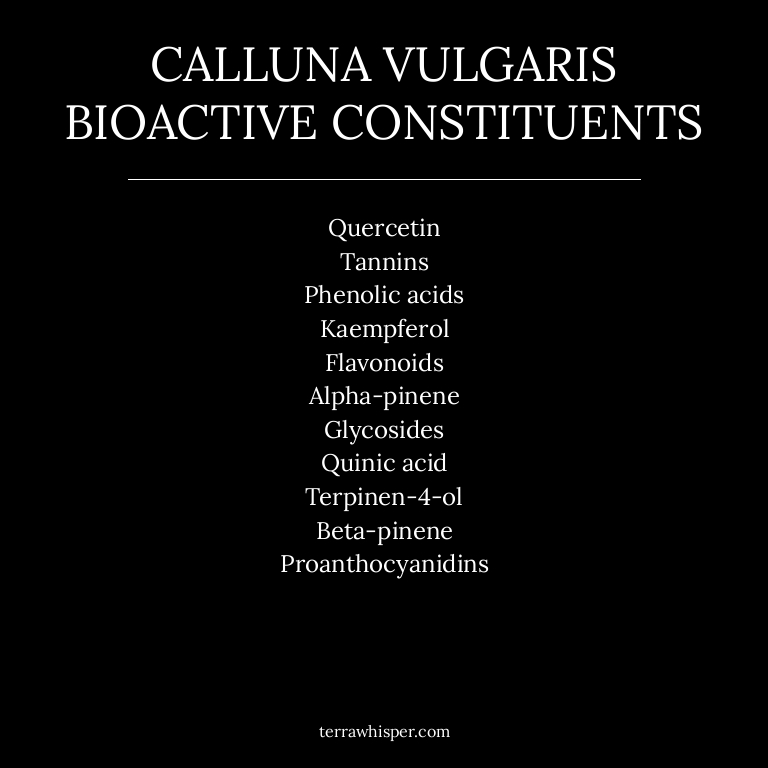 CALLUNA VULGARIS
BIOACTIVE CONSTITUENTS
Quercetin
Tannins
Phenolic acids
Kaempferol
Flavonoids
Alpha-pinene
Glycosides
Quinic acid
Terpinen-4-ol
Beta-pinene
Proanthocyanidins
terrawhisper.com